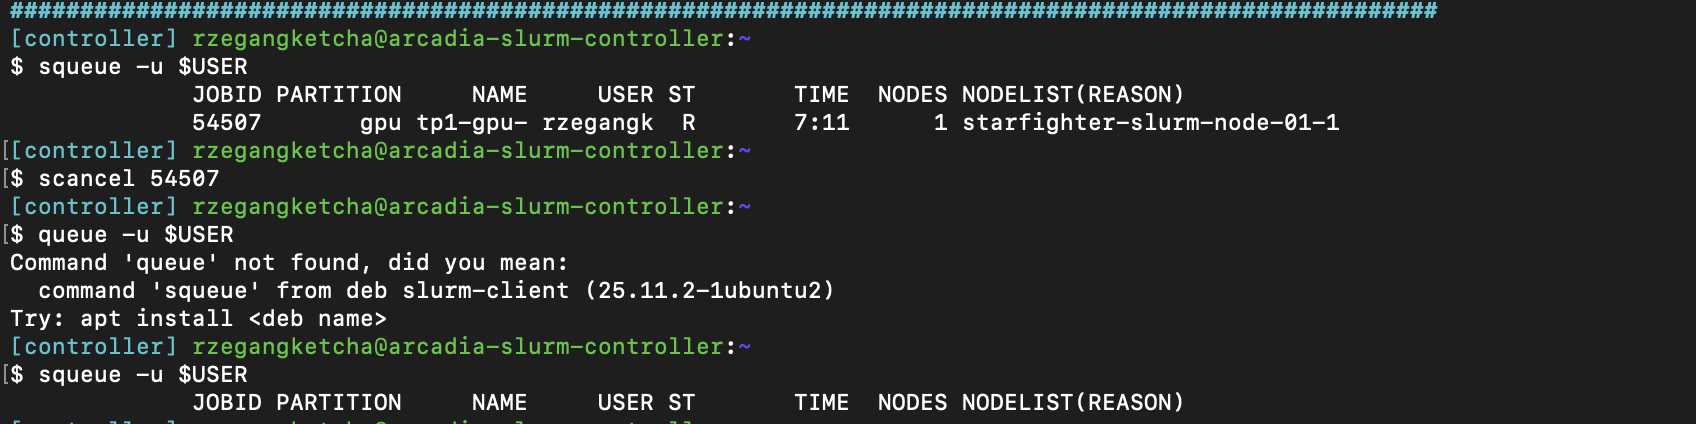 ####################################################################################################
[controller] rzegangketcha@arcadia-slurm-controller:~
$ squeue -u $USER
             JOBID PARTITION     NAME     USER ST       TIME  NODES NODELIST(REASON)
             54507       gpu tp1-gpu- rzegangk  R       7:11      1 starfighter-slurm-node-01-1
[[controller] rzegangketcha@arcadia-slurm-controller:~
[$ scancel 54507
[controller] rzegangketcha@arcadia-slurm-controller:~
[$ queue -u $USER
Command 'queue' not found, did you mean:
  command 'squeue' from deb slurm-client (25.11.2-1ubuntu2)
Try: apt install <deb name>
[controller] rzegangketcha@arcadia-slurm-controller:~
[$ squeue -u $USER
             JOBID PARTITION     NAME     USER ST       TIME  NODES NODELIST(REASON)